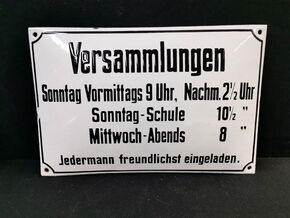 Versammlungen
Sonntag Vormittags 9 Uhr, Nachm. 2½ Uhr
Sonntag-Schule 10½ "
Mittwoch-Abends 8 "
Jedermann freundlichst eingeladen.